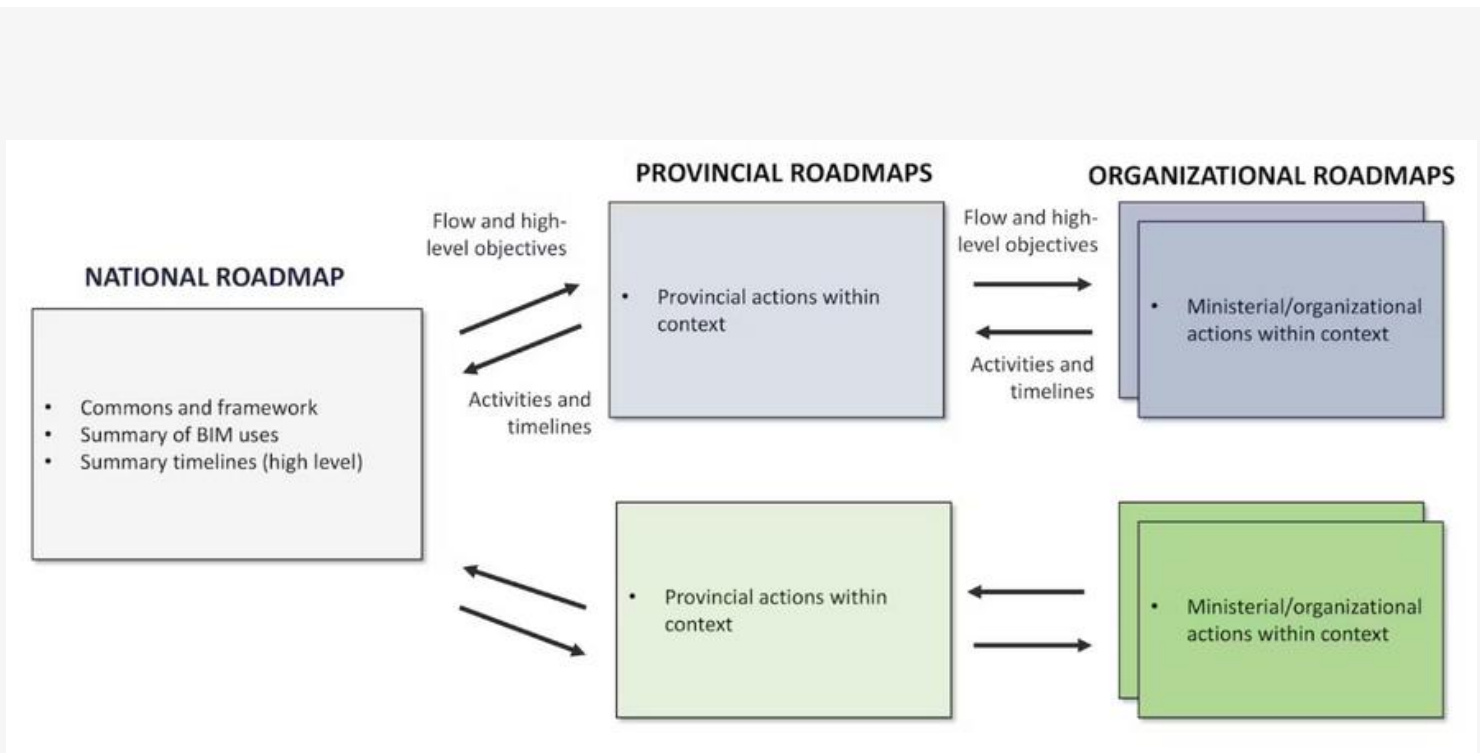 PROVINCIAL ROADMAPS
ORGANIZATIONAL ROADMAPS
NATIONAL ROADMAP
• Commons and framework
• Summary of BIM uses
• Summary timelines (high level)
Flow and high-
level objectives
Activities and
timelines
• Provincial actions within
context
Flow and high-
level objectives
Activities and
timelines
• Ministerial/organizational
actions within context
• Provincial actions within
context
• Ministerial/organizational
actions within context